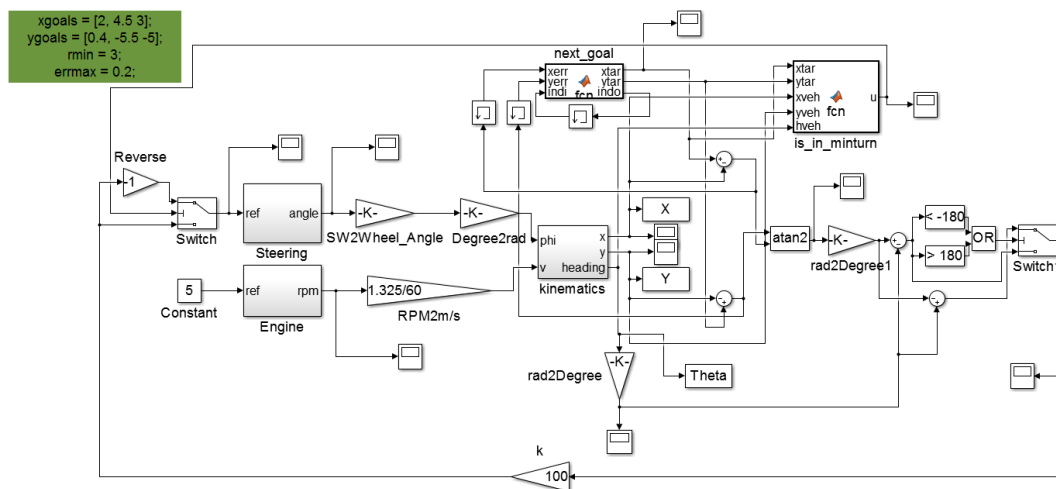 xgoals = [2, 4.5 3];
ygoals = [0.4, -5.5 -5];
rmin = 3;
errmax = 0.2;
next_goal
xerr
yerr
indi
xtar
ytar
indo
fcn
xtar
ytar
xveh
yveh
hveh
fcn
u
is_in_minturn
Reverse
-1
Switch
ref
angle
Steering
-K-
SW2Wheel_Angle
-K-
Degree2rad
phi
v
x
y
heading
kinematics
X
Y
+-
+-
atan2
-K-
rad2Degree1
+-
< -180
> 180
OR
Switch1
+-
5
Constant
ref
rpm
Engine
1.325/60
RPM2m/s
-K-
rad2Degree
Theta
k
100